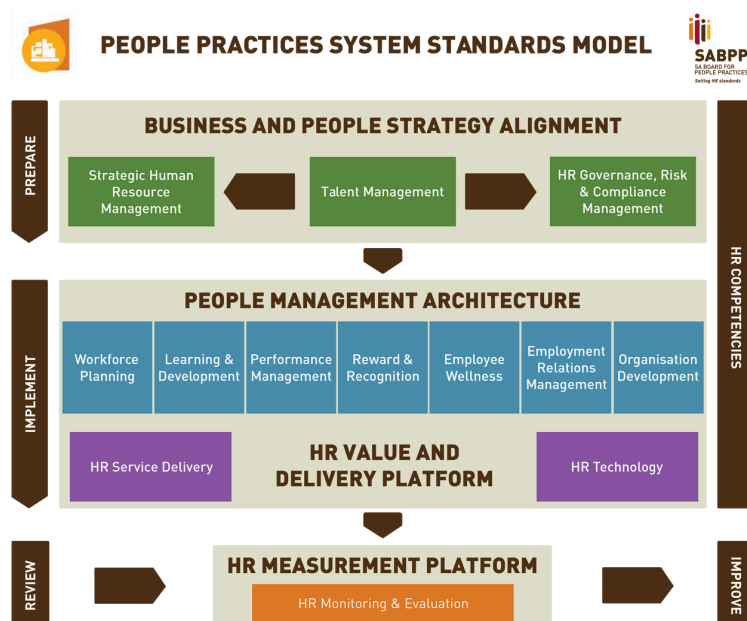 PEOPLE PRACTICES SYSTEM STANDARDS MODEL
SABPP
SA BOARD FOR
PEOPLE PRACTICES
Setting HR standards
PREPARE
BUSINESS AND PEOPLE STRATEGY ALIGNMENT
Strategic Human
Resource
Management
Talent Management
HR Governance, Risk
& Compliance
Management
HR COMPETENCIES
IMPLEMENT
PEOPLE MANAGEMENT ARCHITECTURE
Workforce
Planning
Learning &
Development
Performance
Management
Reward &
Recognition
Employee
Wellness
Employment
Relations
Management
Organisation
Development
HR Service Delivery
HR VALUE AND
DELIVERY PLATFORM
HR Technology
REVIEW
HR MEASUREMENT PLATFORM
HR Monitoring & Evaluation
IMPROVE